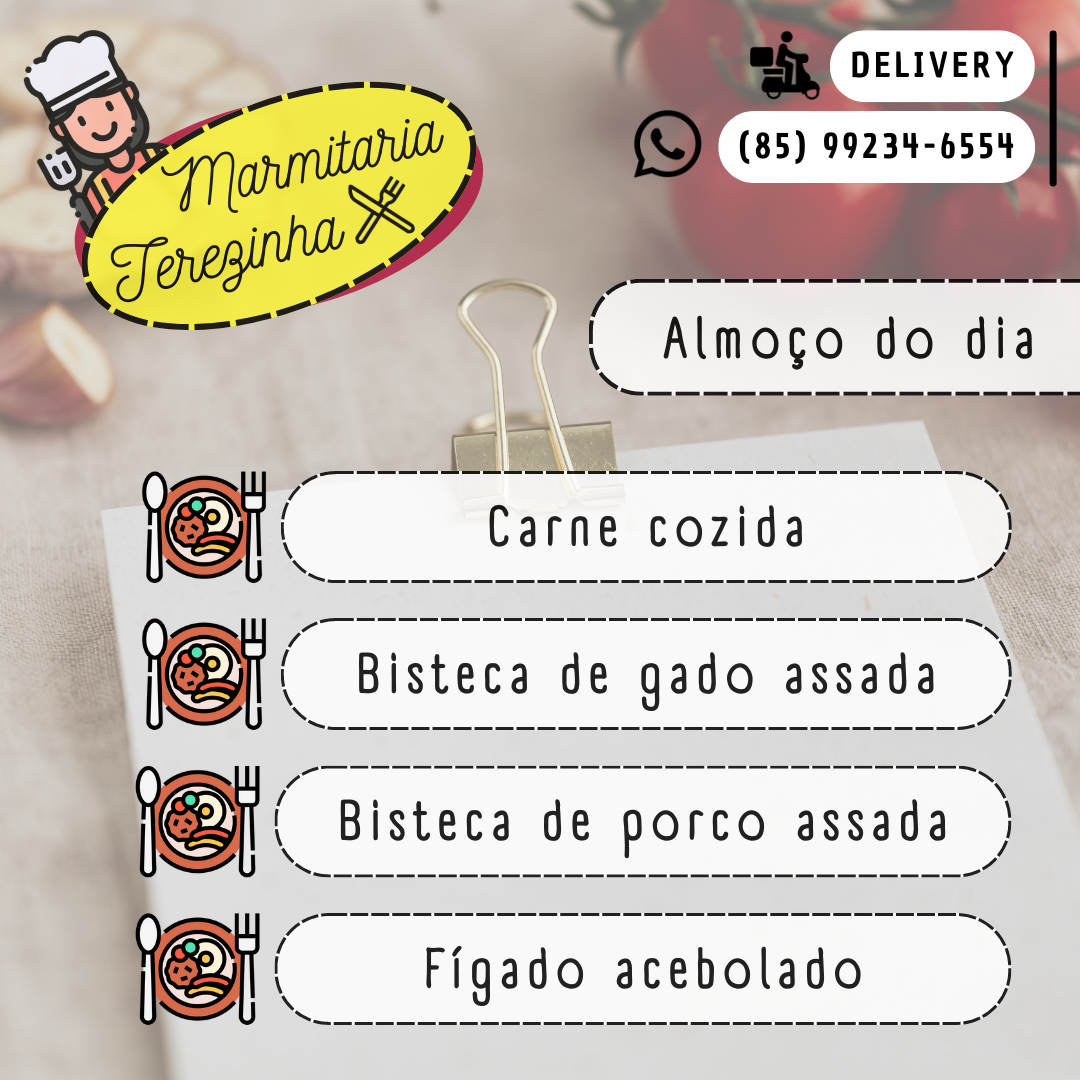 Marmitaria
Terezinha
DELIVERY
(85) 99234-6554
Almoço do dia
Carne cozida
Bisteca de gado assada
Bisteca de porco assada
Fígado acebolado